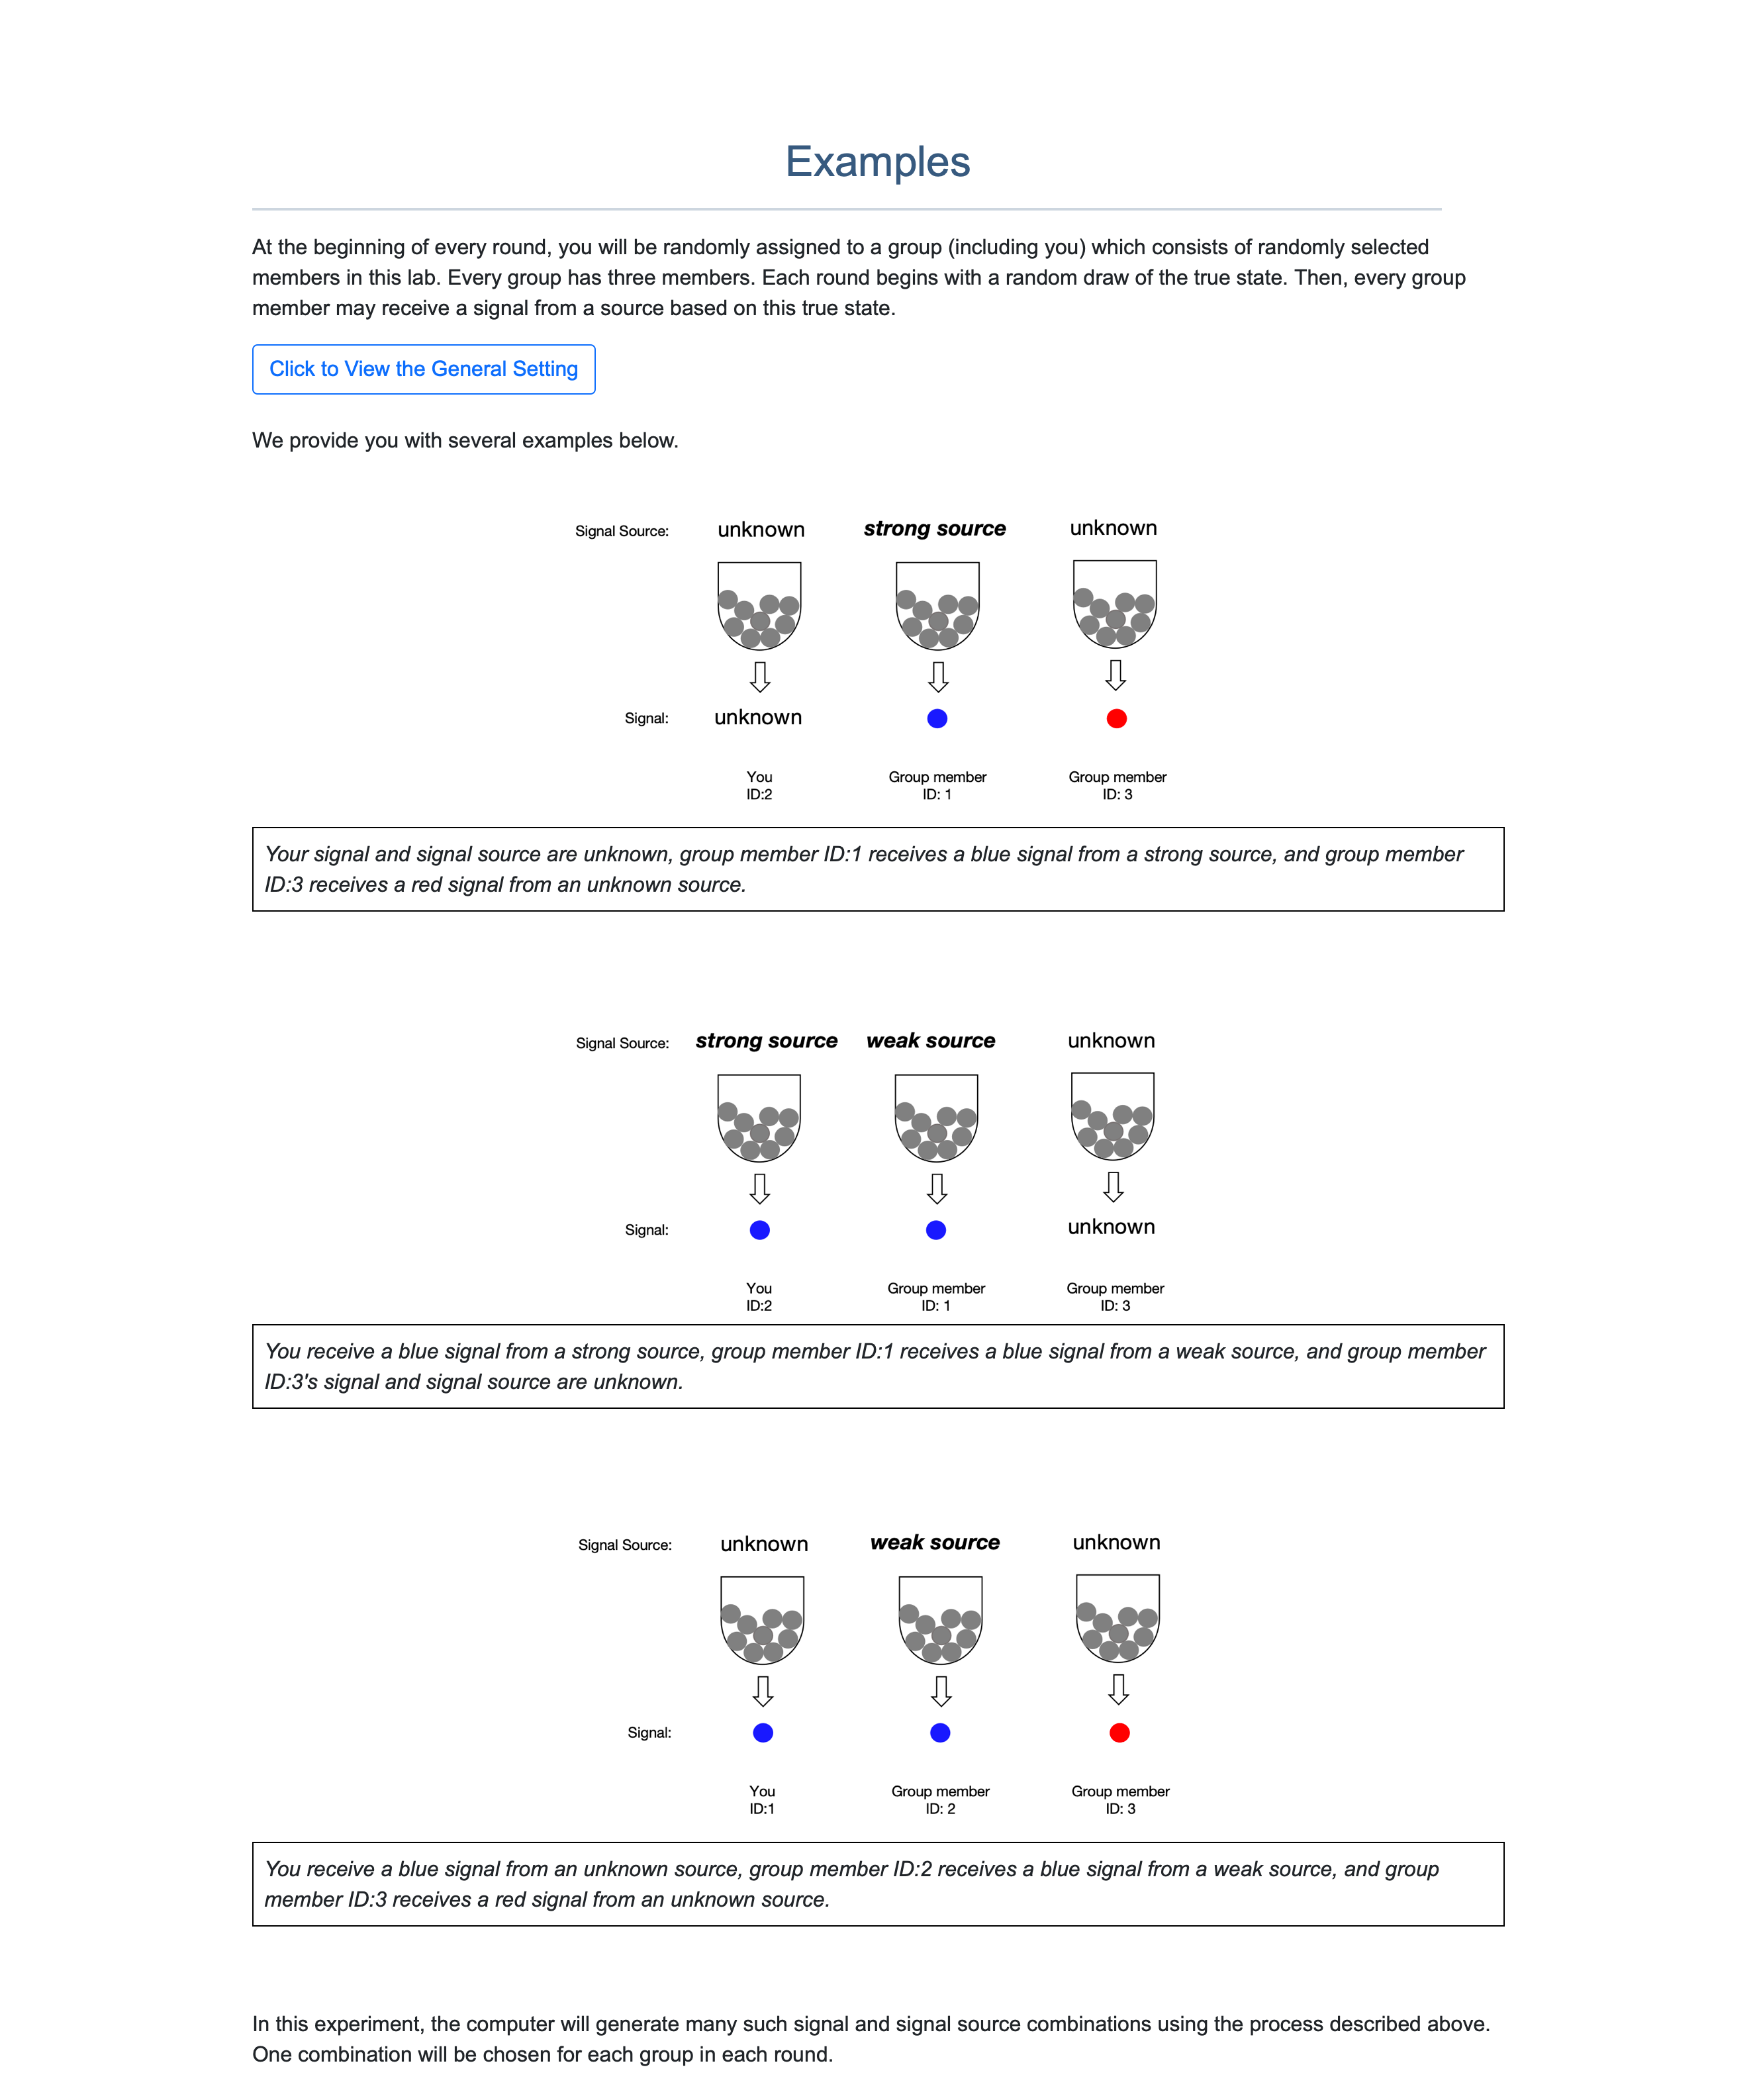 Examples
At the beginning of every round, you will be randomly assigned to a group (including you) which consists of randomly selected
members in this lab. Every group has three members. Each round begins with a random draw of the true state. Then, every group
member may receive a signal from a source based on this true state.
Click to View the General Setting
We provide you with several examples below.
Signal Source: unknown strong source unknown
Signal: unknown
You Group member Group member
ID:2 ID: 1 ID: 3
Your signal and signal source are unknown, group member ID:1 receives a blue signal from a strong source, and group member
ID:3 receives a red signal from an unknown source.
Signal Source: strong source weak source unknown
Signal: unknown
You Group member Group member
ID:2 ID: 1 ID: 3
You receive a blue signal from a strong source, group member ID:1 receives a blue signal from a weak source, and group member
ID:3's signal and signal source are unknown.
Signal Source: unknown weak source unknown
Signal:
You Group member Group member
ID:1 ID: 2 ID: 3
You receive a blue signal from an unknown source, group member ID:2 receives a blue signal from a weak source, and group
member ID:3 receives a red signal from an unknown source.
In this experiment, the computer will generate many such signal and signal source combinations using the process described above.
One combination will be chosen for each group in each round.